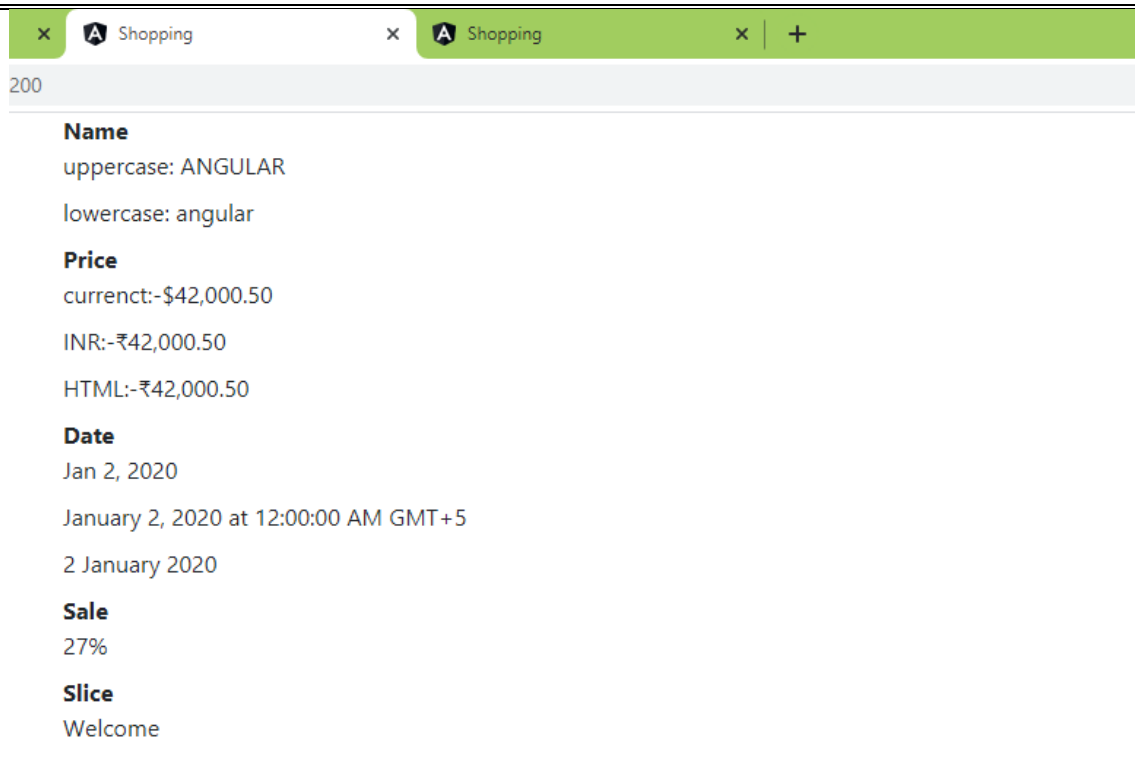 Shopping Shopping
200
Name
uppercase: ANGULAR
lowercase: angular
Price
currenct:-$42,000.50
INR:-₹42,000.50
HTML:-₹42,000.50
Date
Jan 2, 2020
January 2, 2020 at 12:00:00 AM GMT+5
2 January 2020
Sale
27%
Slice
Welcome